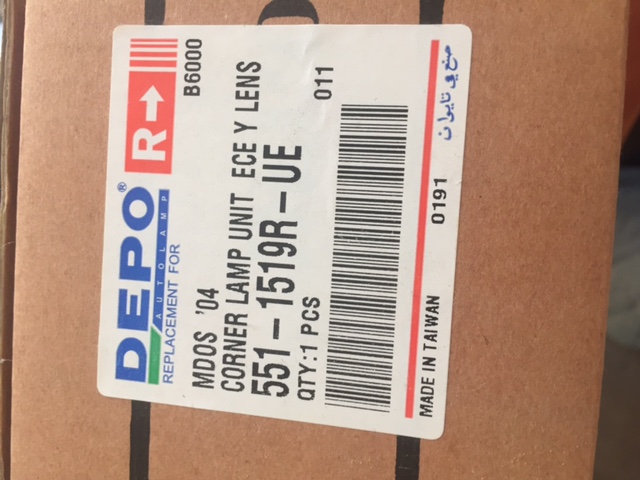 DEPO® R→
AUTO LAMP
REPLACEMENT FOR
B6000
MDOS '04
CORNER LAMP UNIT ECE Y LENS
551-1519R-UE
QTY:1 PCS
011
MADE IN TAIWAN
0191
صنع في تايوان